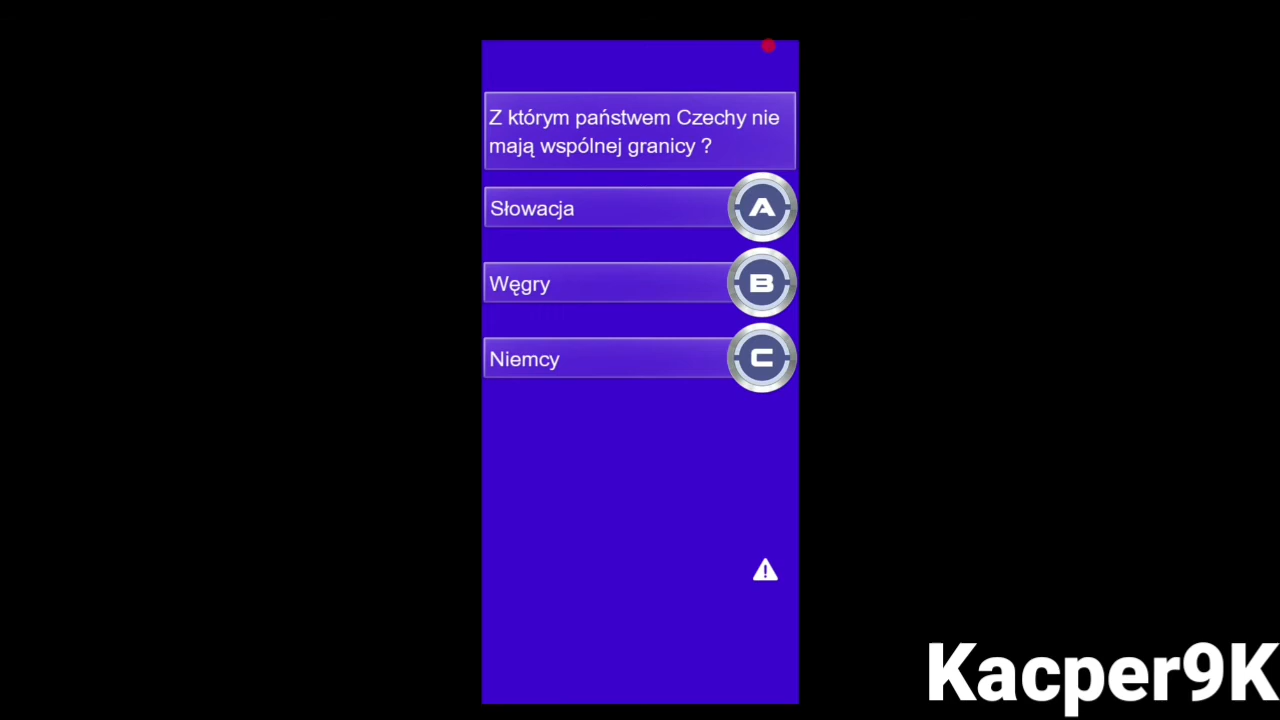 Z którym państwem Czechy nie
mają wspólnej granicy ?
Słowacja A
Węgry B
Niemcy C
Kacper9K